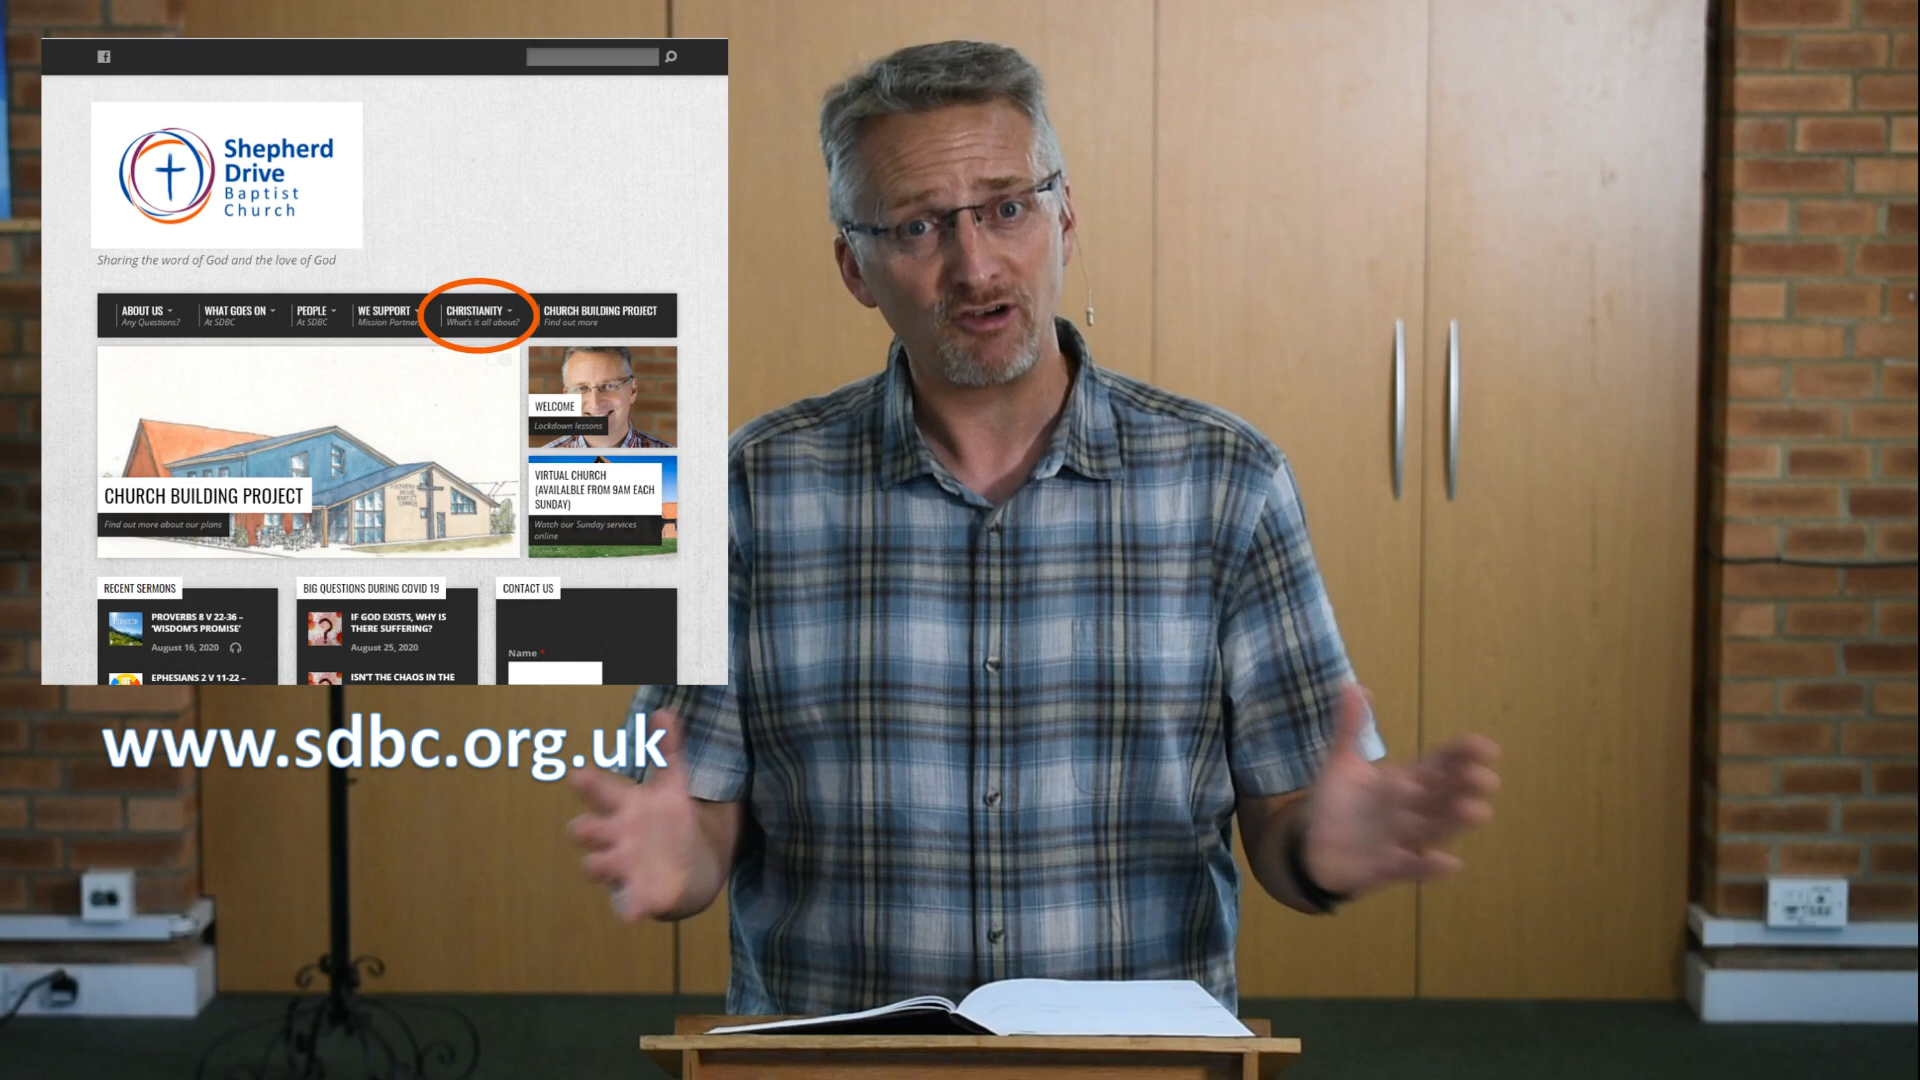 Shepherd
Drive
Baptist
Church
Sharing the word of God and the love of God
ABOUT US
Any Questions?
WHAT GOES ON
At SDBC
PEOPLE
At SDBC
WE SUPPORT
Mission Partner
CHRISTIANITY
What's it all about?
CHURCH BUILDING PROJECT
Find out more
CHURCH BUILDING PROJECT
Find out more about our plans
WELCOME
Lockdown lessons
VIRTUAL CHURCH
(AVAILALBLE FROM 9AM EACH
SUNDAY)
Watch our Sunday services
online
RECENT SERMONS
PROVERBS 8 V 22-36 –
'WISDOM'S PROMISE'
August 16, 2020
EPHESIANS 2 V 11-22 –
BIG QUESTIONS DURING COVID 19
IF GOD EXISTS, WHY IS
THERE SUFFERING?
August 25, 2020
ISN'T THE CHAOS IN THE
CONTACT US
Name *
www.sdbc.org.uk